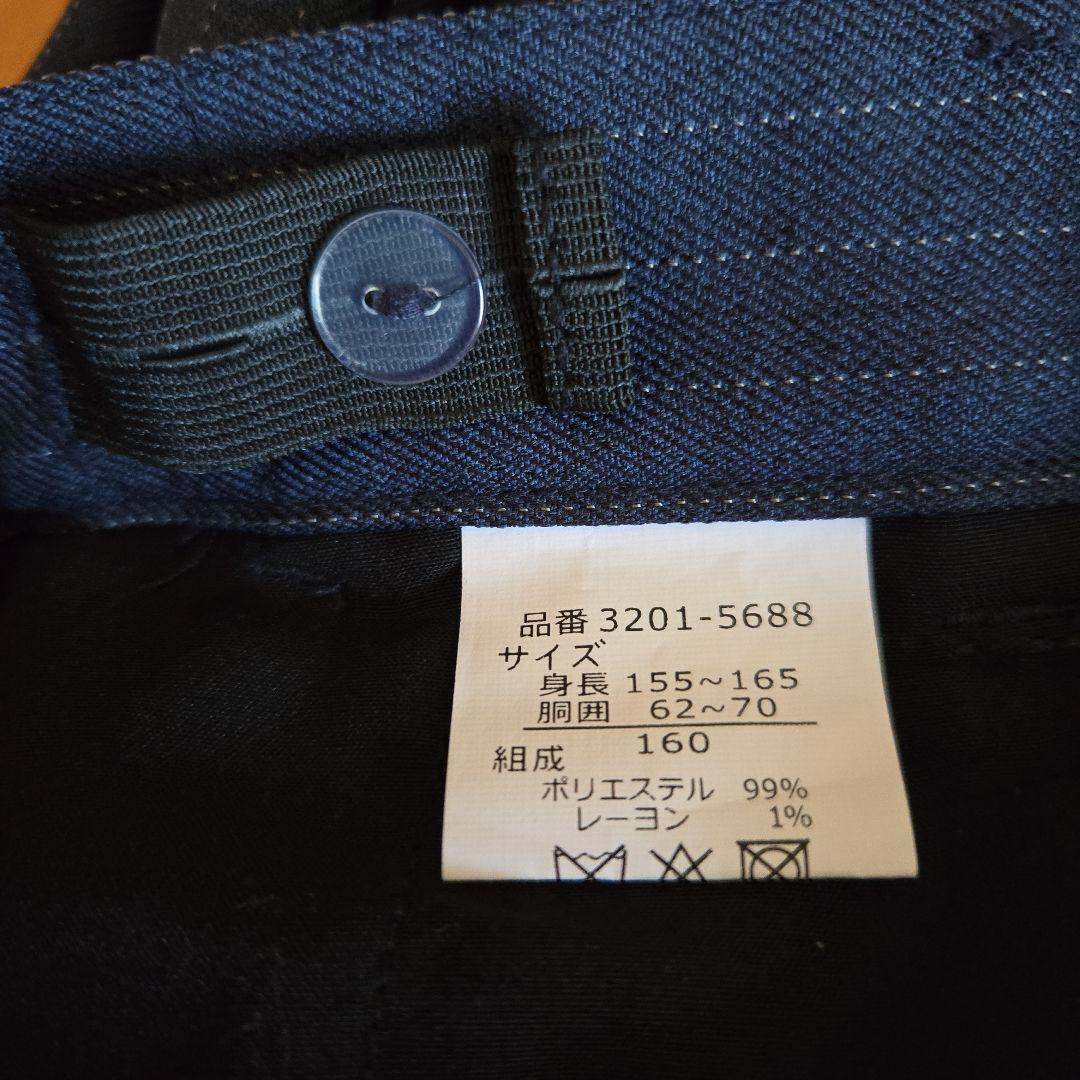 品番 3201-5688
サイズ
身長 155~165
胴囲 62~70
160
組成
ポリエステル 99%
レーヨン 1%